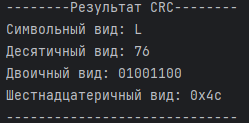 --------Результат CRC--------
Символьный вид: L
Десятичный вид: 76
Двоичный вид: 01001100
Шестнадцатеричный вид: 0x4c
-----------------------------